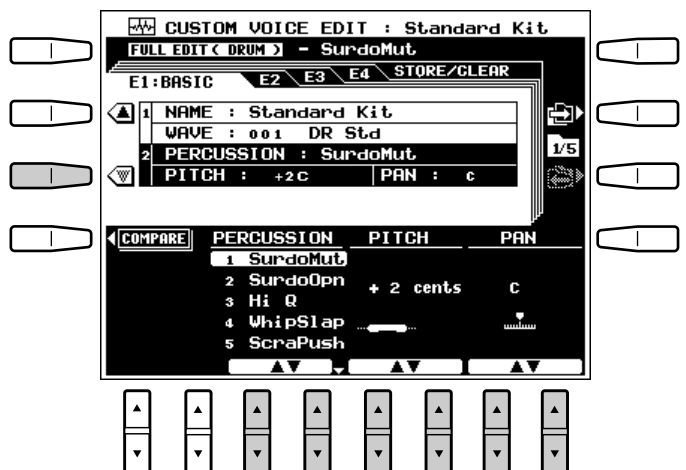 CUSTOM VOICE EDIT : Standard Kit
FULL EDIT( DRUM ) - SurdoMut
E1:BASIC E2 E3 E4 STORE/CLEAR
1 NAME : Standard Kit
WAVE : 001 DR Std
2 PERCUSSION : SurdoMut
PITCH : +2C PAN : C
1/5
COMPARE PERCUSSION PITCH PAN
1 SurdoMut
2 SurdoOpn + 2 cents C
3 Hi Q
4 WhipSlap
5 ScraPush